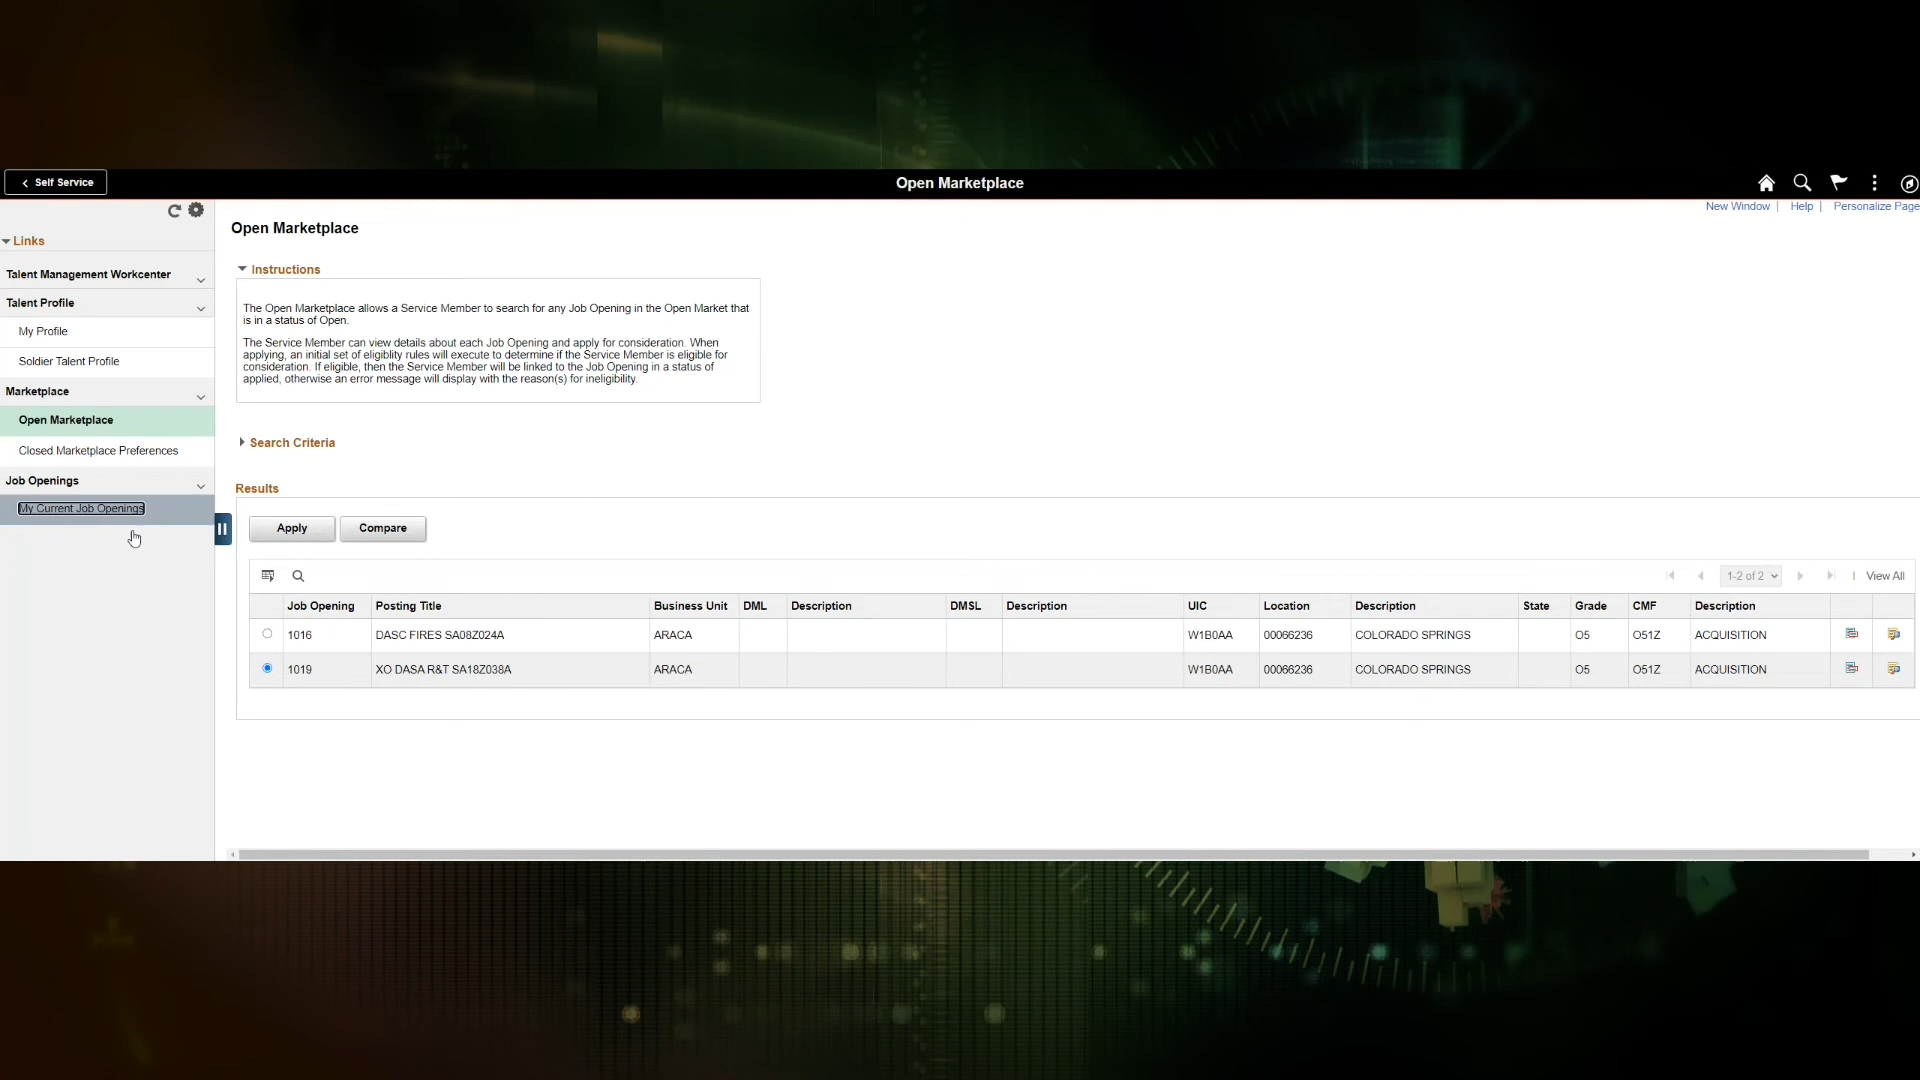 Self Service
Open Marketplace
New Window | Help | Personalize Page
Links
Talent Management Workcenter
Talent Profile
My Profile
Soldier Talent Profile
Marketplace
Open Marketplace
Closed Marketplace Preferences
Job Openings
My Current Job Openings
Open Marketplace
Instructions
The Open Marketplace allows a Service Member to search for any Job Opening in the Open Market that
is in a status of Open.
The Service Member can view details about each Job Opening and apply for consideration. When
applying, an initial set of eligiblity rules will execute to determine if the Service Member is eligible for
consideration. If eligible, then the Service Member will be linked to the Job Opening in a status of
applied, otherwise an error message will display with the reason(s) for ineligibility.
Search Criteria
Results
Apply Compare
1-2 of 2 | View All
Job Opening Posting Title Business Unit DML Description DMSL Description UIC Location Description State Grade CMF Description
1016 DASC FIRES SA08Z024A ARACA W1B0AA 00066236 COLORADO SPRINGS O5 O51Z ACQUISITION
1019 XO DASA R&T SA18Z038A ARACA W1B0AA 00066236 COLORADO SPRINGS O5 O51Z ACQUISITION